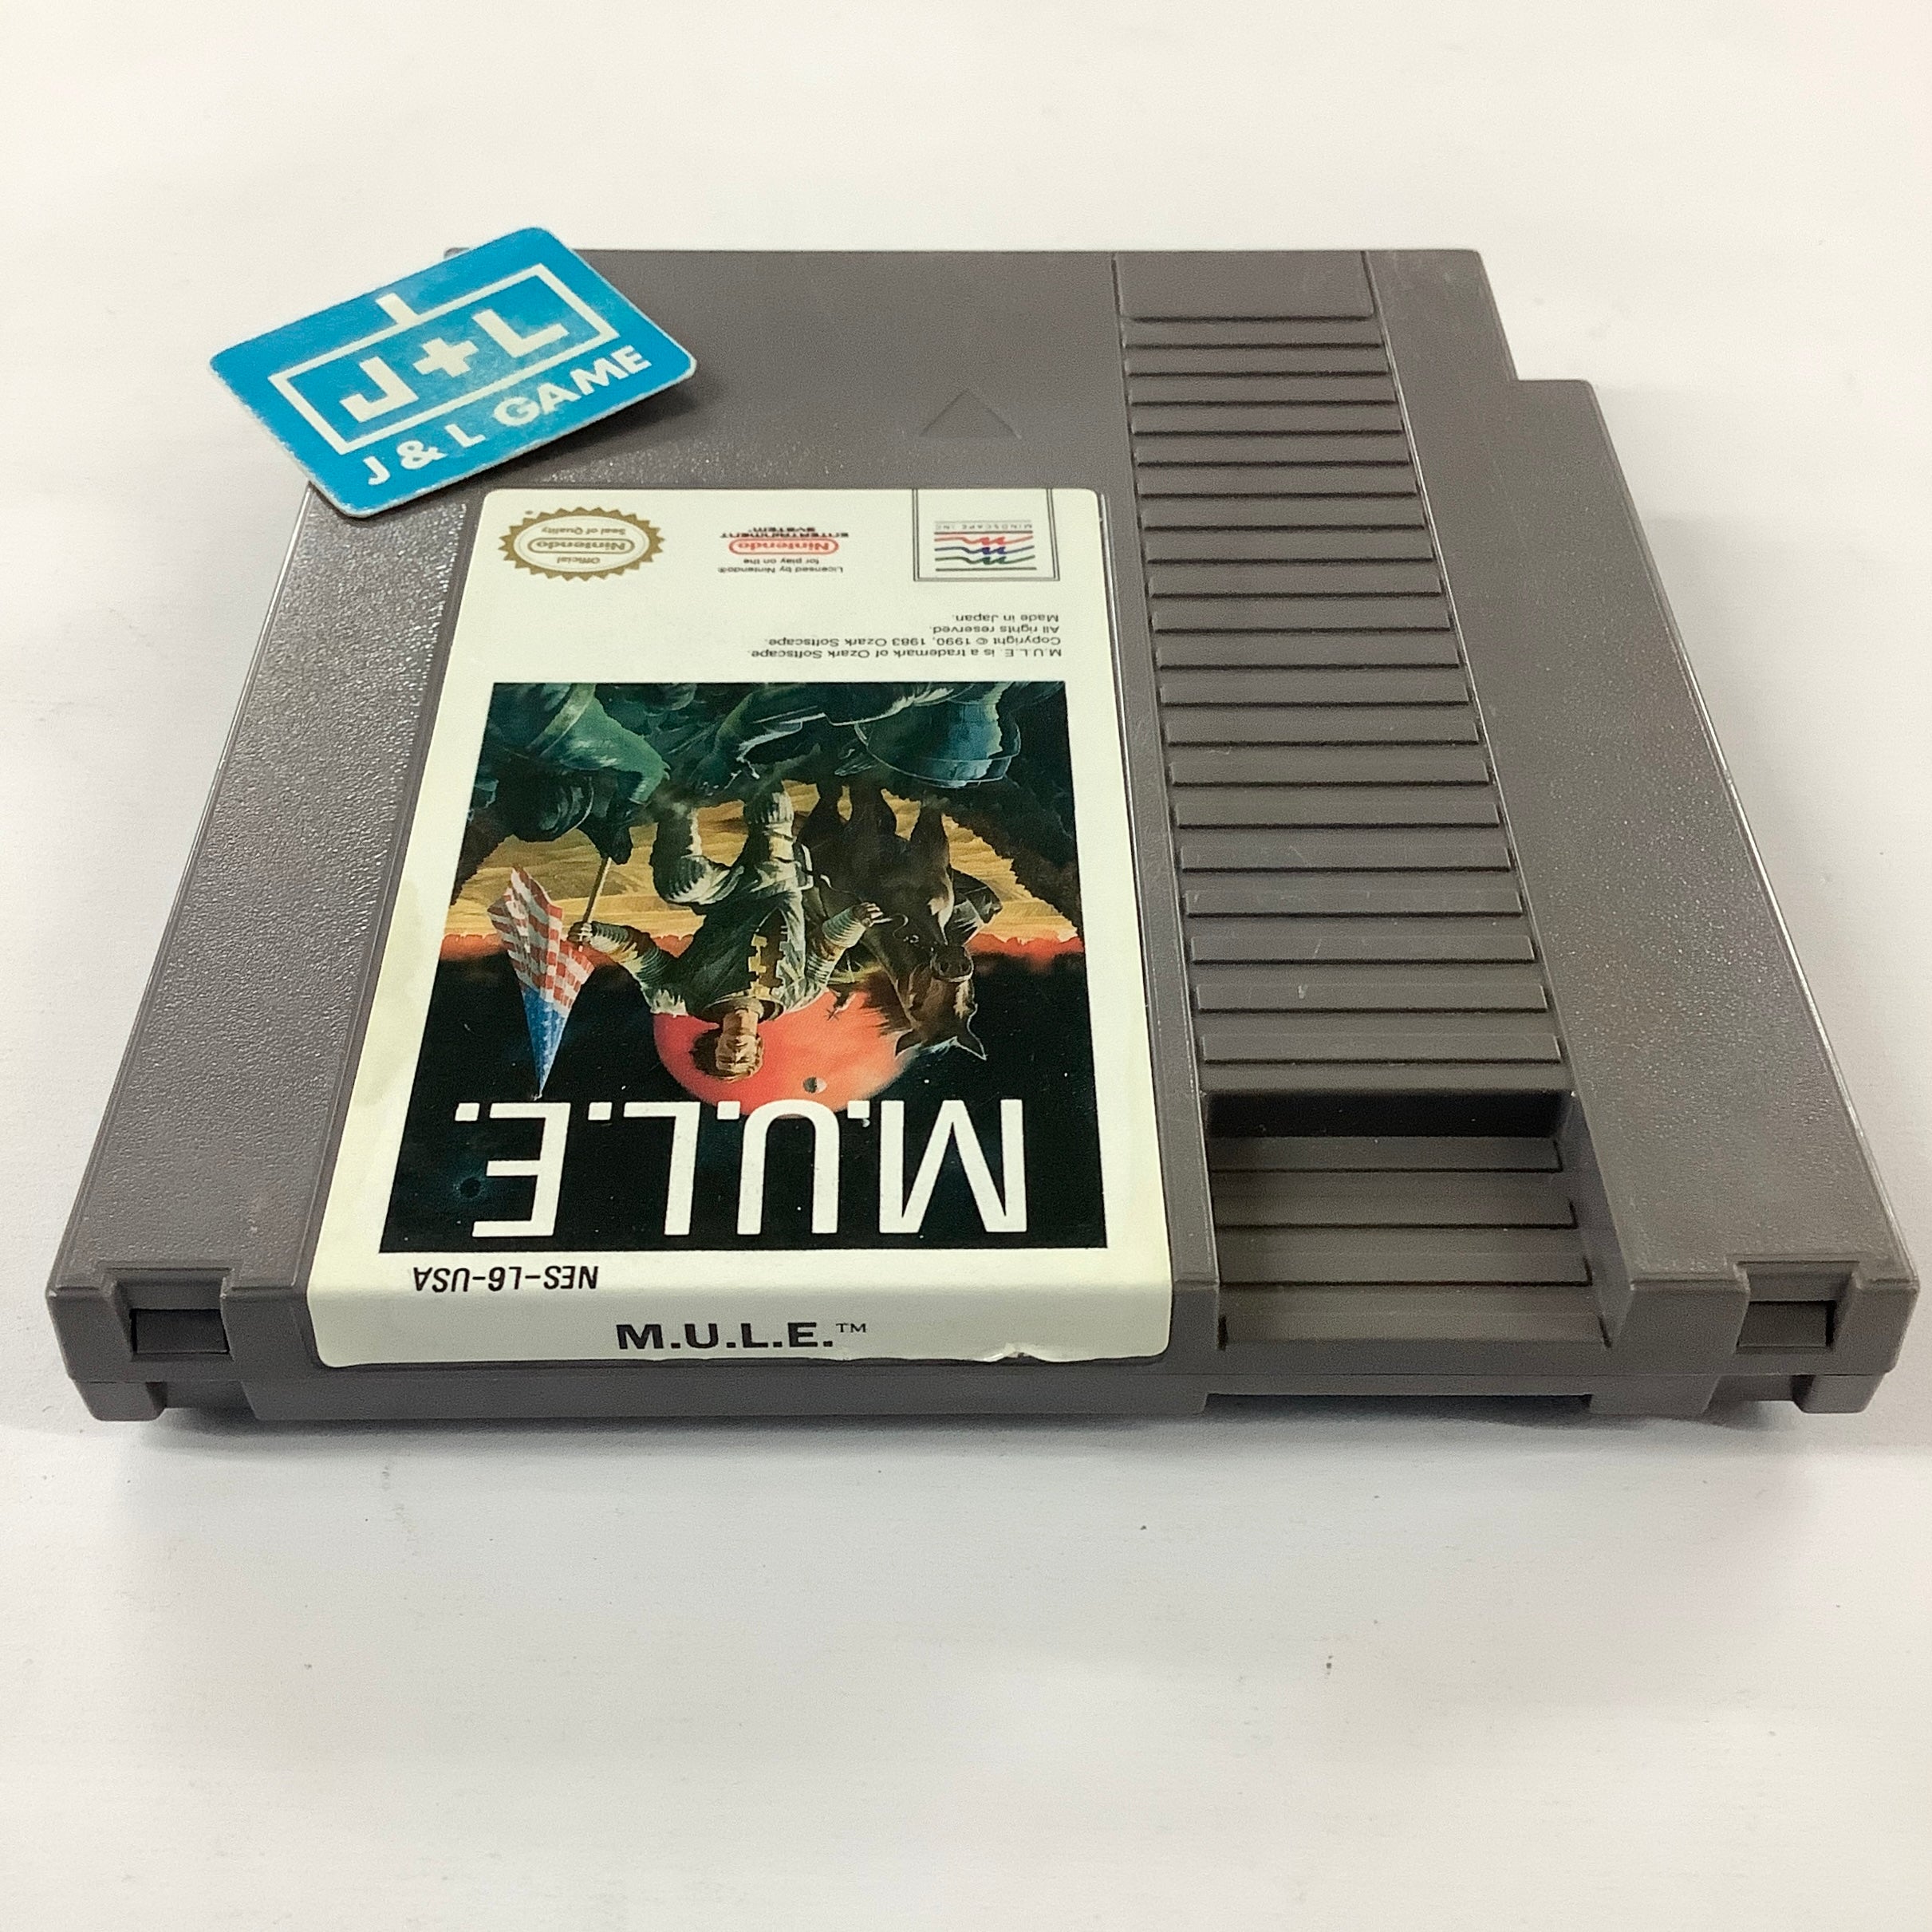 J+L
J & L GAME
M.U.L.E.™
NES-L6-USA
M.U.L.E.
M.U.L.E. is a trademark of Ozark Softscape.
Copyright © 1990, 1983 Ozark Softscape.
All rights reserved.
Made in Japan.
MINDSCAPE INC
Licensed by Nintendo®
for play on the
Nintendo
ENTERTAINMENT
SYSTEM
Official
Nintendo
Seal of Quality